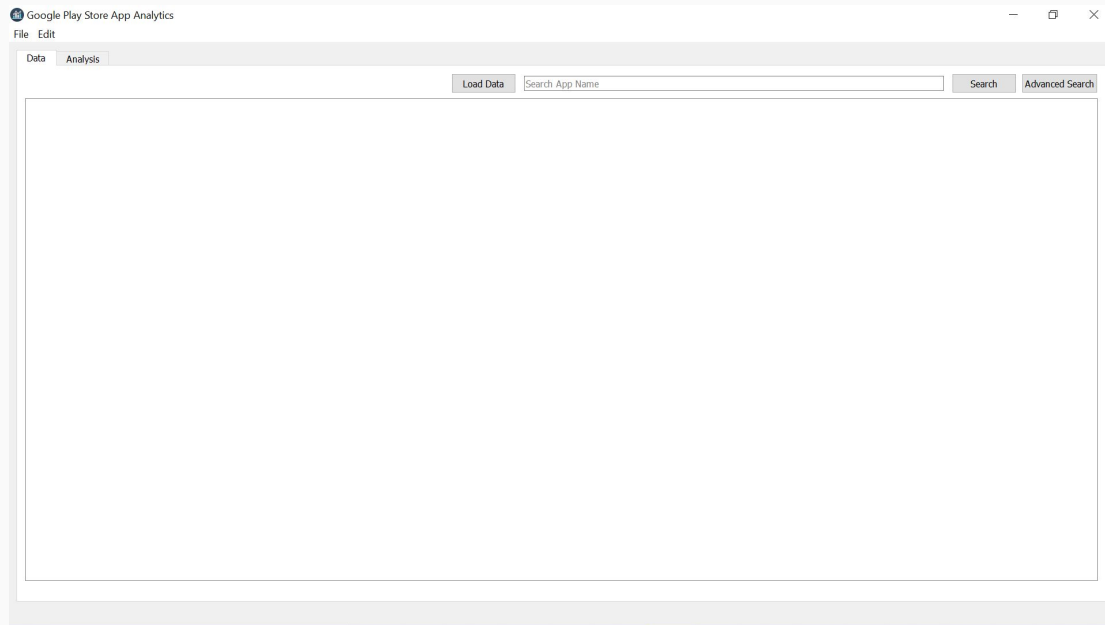 Google Play Store App Analytics
File Edit
Data Analysis
Load Data Search App Name Search Advanced Search